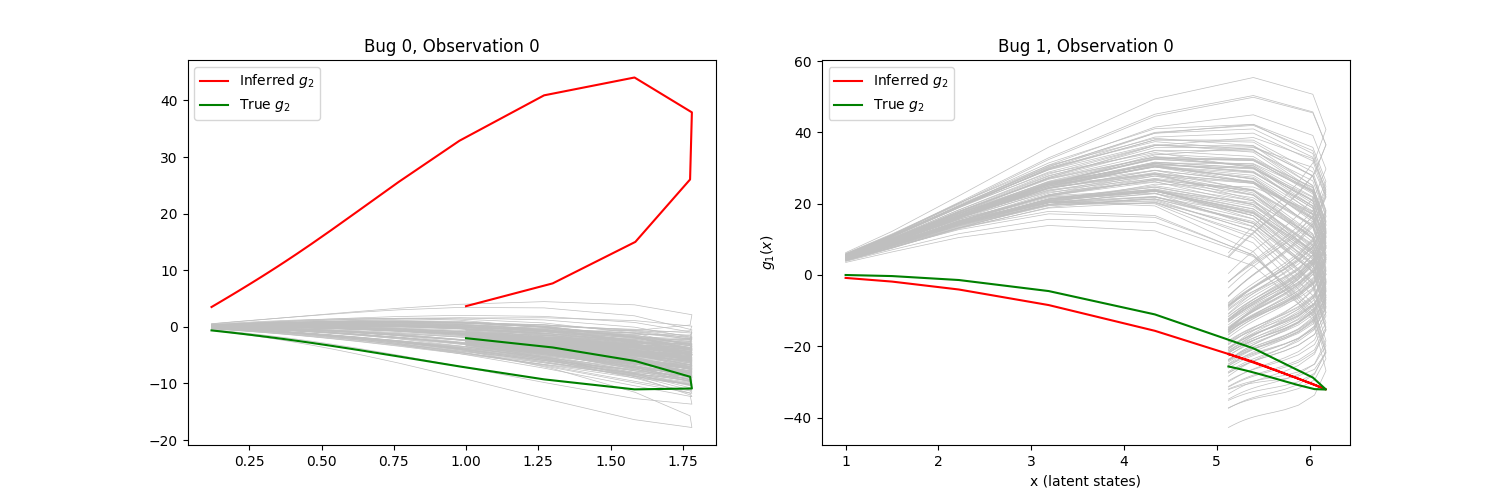 Bug 0, Observation 0
Inferred g₂
True g₂
40
30
20
10
0
−10
−20
0.25 0.50 0.75 1.00 1.25 1.50 1.75
Bug 1, Observation 0
Inferred g₂
True g₂
g₁(x)
60
40
20
0
−20
−40
1 2 3 4 5 6
x (latent states)